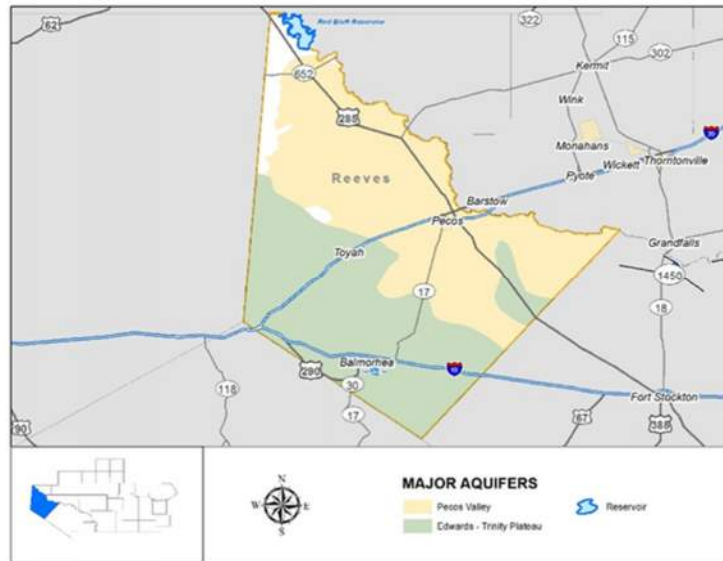 62
Red Bluff Reservoir
322
115
302
652
Kermit
Wink
285
20
Monahans
Thorntonville
Wickett
Pyote
Reeves
Barstow
Pecos
Toyah
Grandfalls
1450
17
18
Balmorhea
10
290
30
118
17
Fort Stockton
67
90
N
W
E
S
MAJOR AQUIFERS
Pecos Valley
Reservoir
Edwards - Trinity Plateau